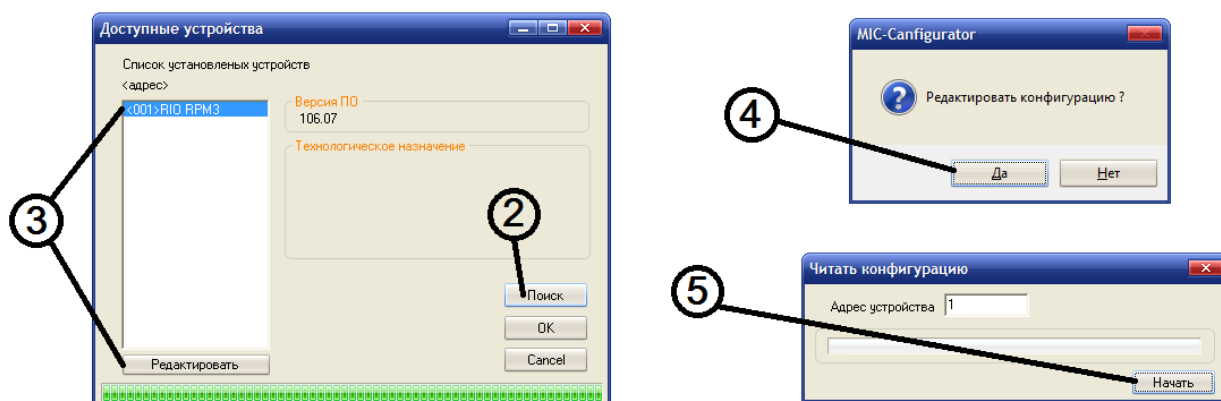 Доступные устройства
Список установленых устройств
<адрес>
<001>RIO RPM3
Версия ПО
106.07
Технологическое назначение
3
2
Поиск
OK
Cancel
Редактировать
MIC-Canfigurator
Редактировать конфигурацию ?
4
Да
Нет
Читать конфигурацию
5
Адрес устройства 1
Начать